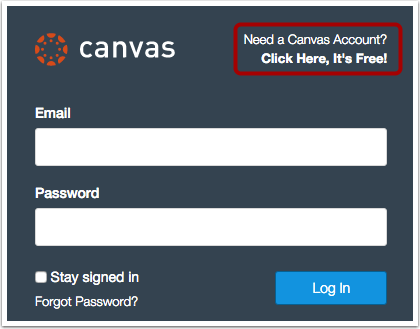 canvas
Need a Canvas Account?
Click Here, It's Free!
Email
Password
Stay signed in
Forgot Password?
Log In